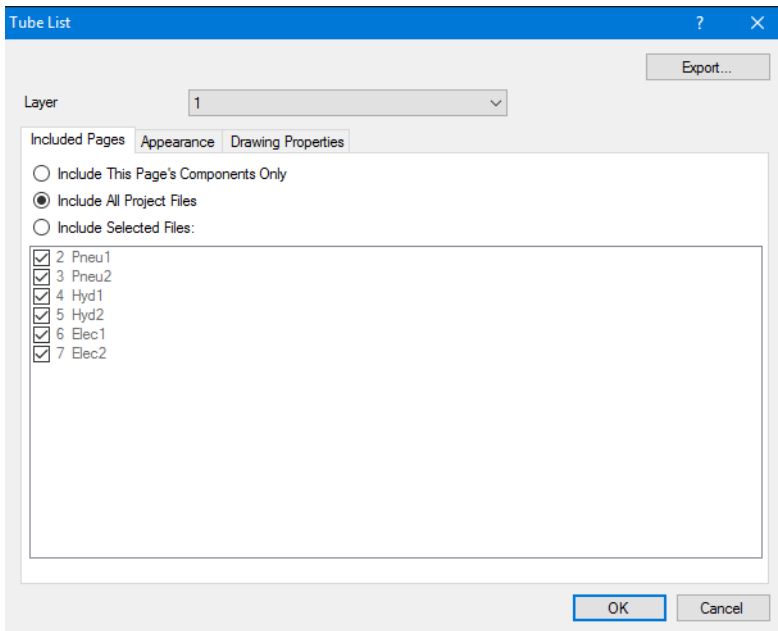 Tube List
Export...
Layer 1
Included Pages Appearance Drawing Properties
Include This Page's Components Only
Include All Project Files
Include Selected Files:
2 Pneu1
3 Pneu2
4 Hyd1
5 Hyd2
6 Elec1
7 Elec2
OK Cancel